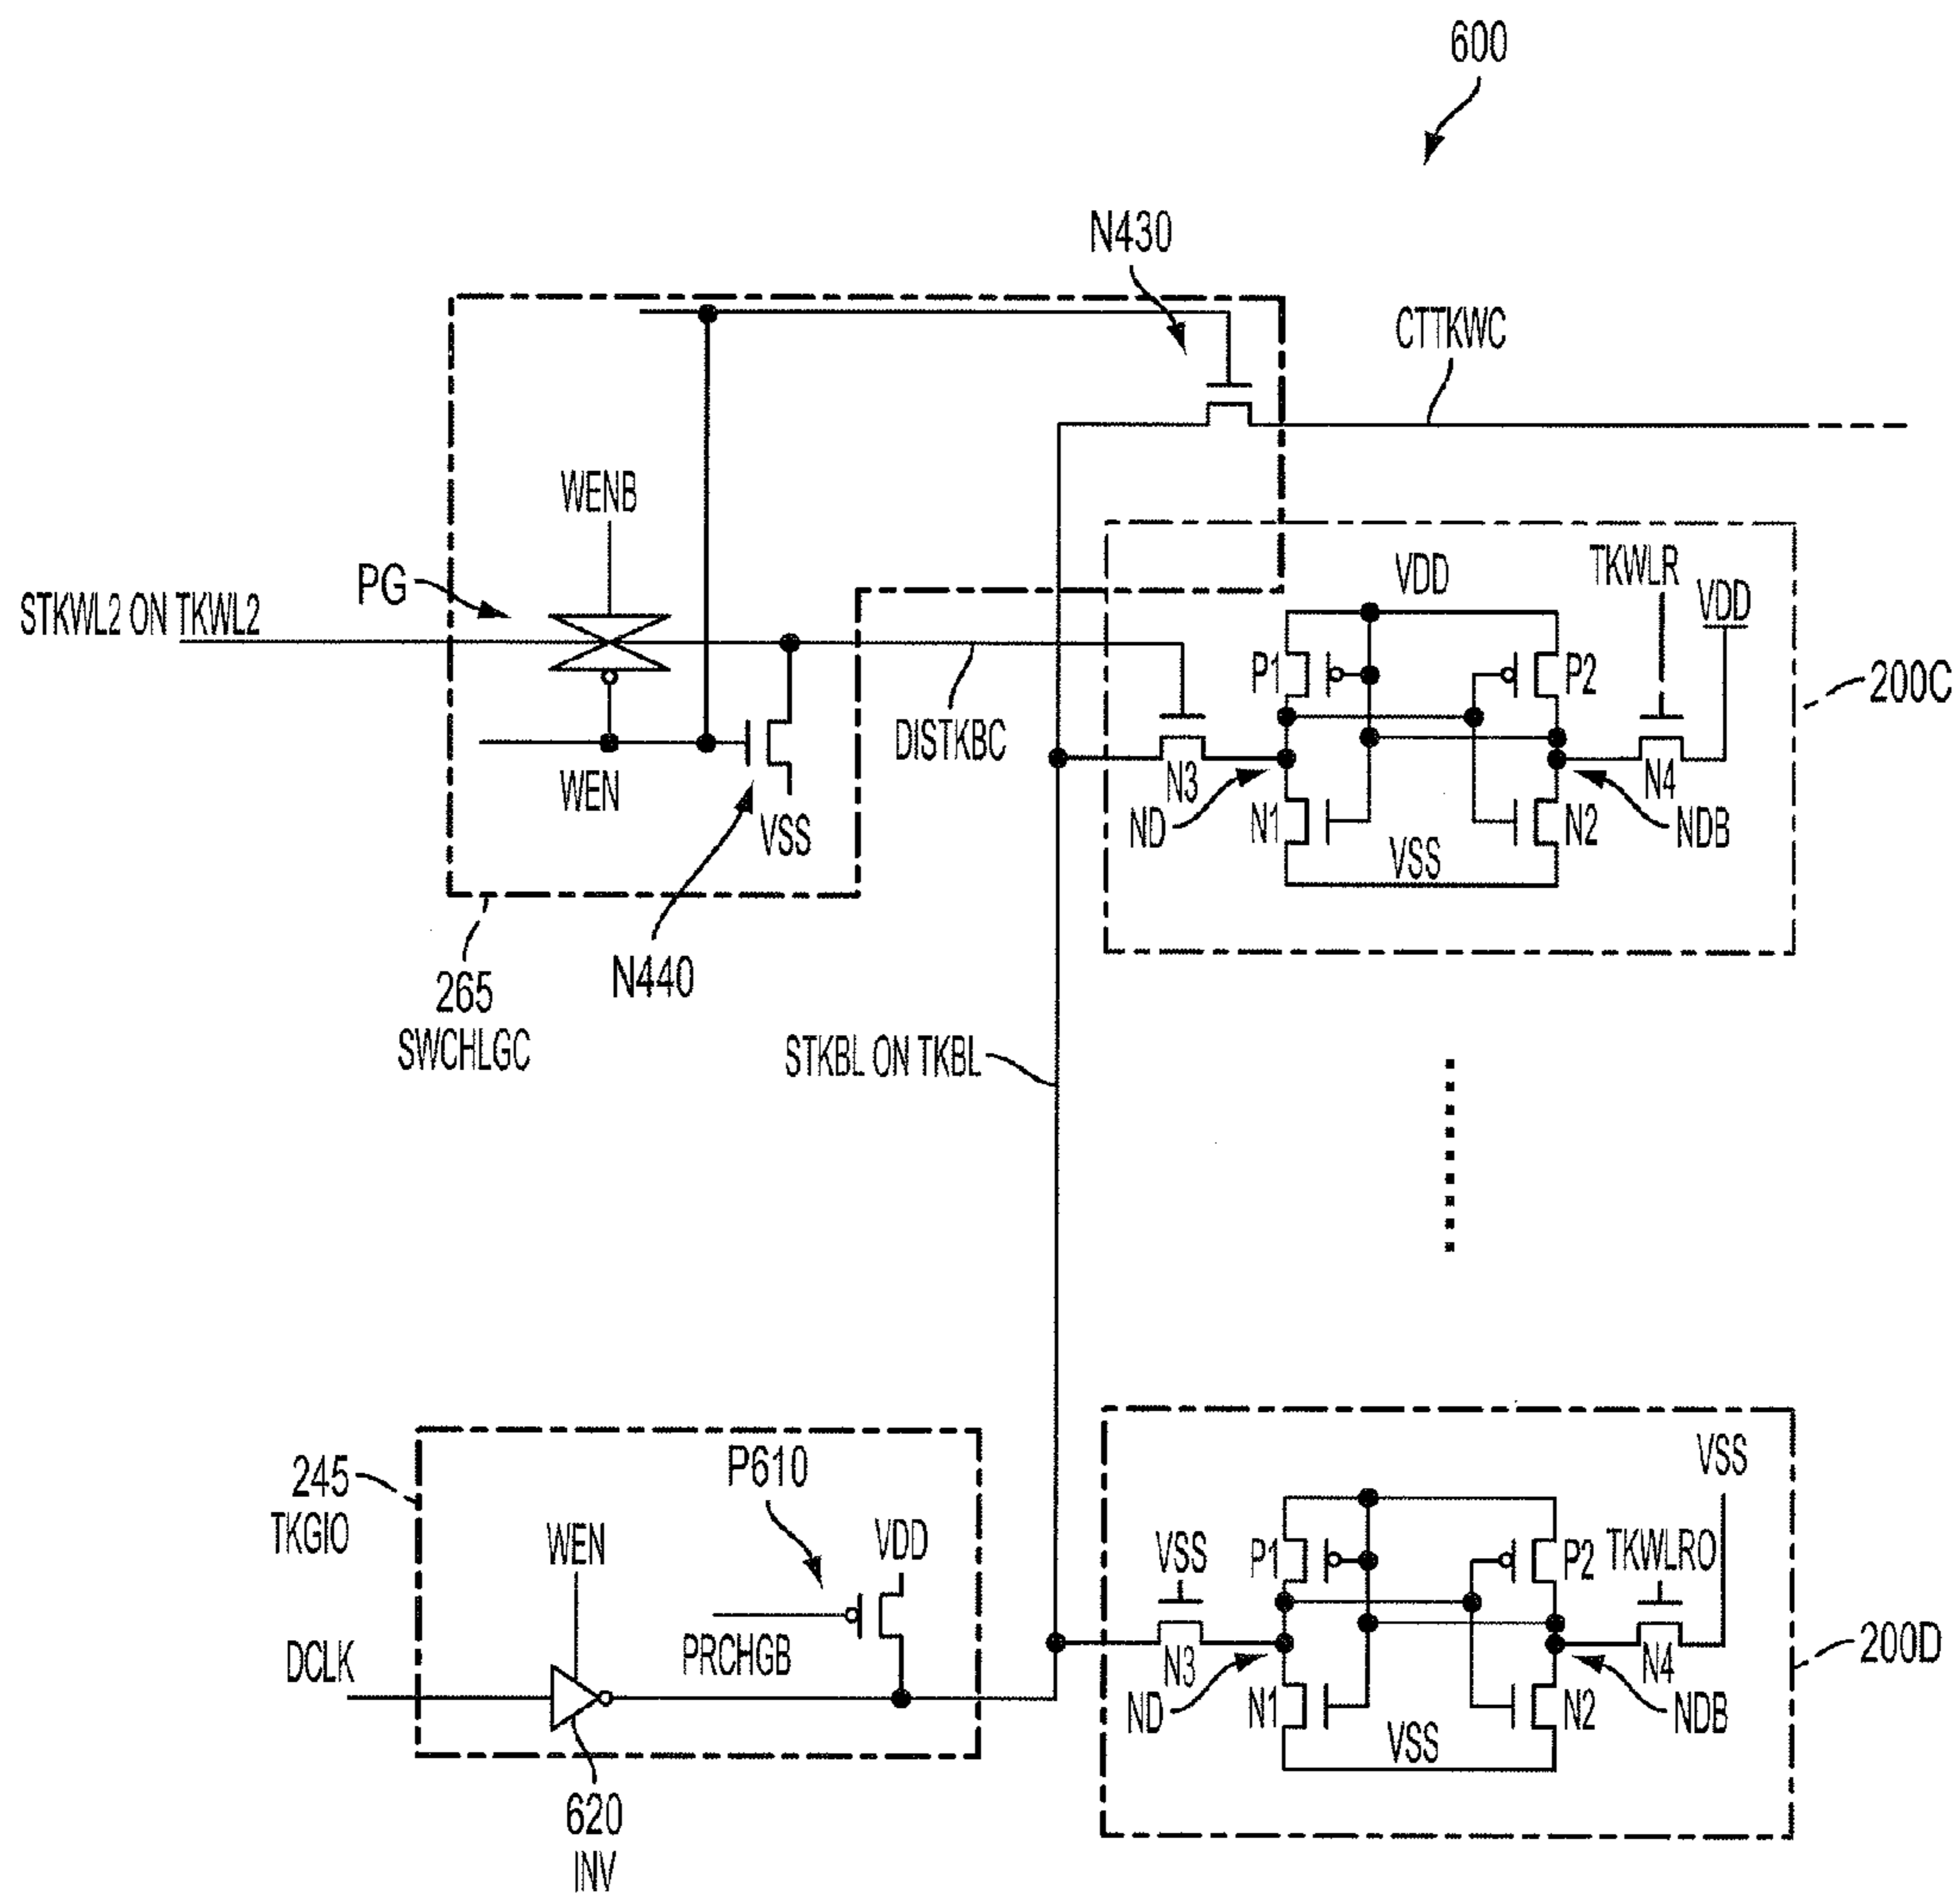 600
N430
CTTKWC
WENB
PG
STKWL2 ON TKWL2
VDD
TKWLR
VDD
P1
P2
200C
DISTKBC
WEN
VSS
N3
N4
ND
N1
N2
NDB
VSS
N440
265
SWCHLGC
STKBL ON TKBL
245
TKGIO
P610
WEN
VDD
VSS
VSS
P1
P2
TKWLRO
DCLK
PRCHGB
N3
N4
200D
ND
N1
N2
NDB
VSS
620
INV